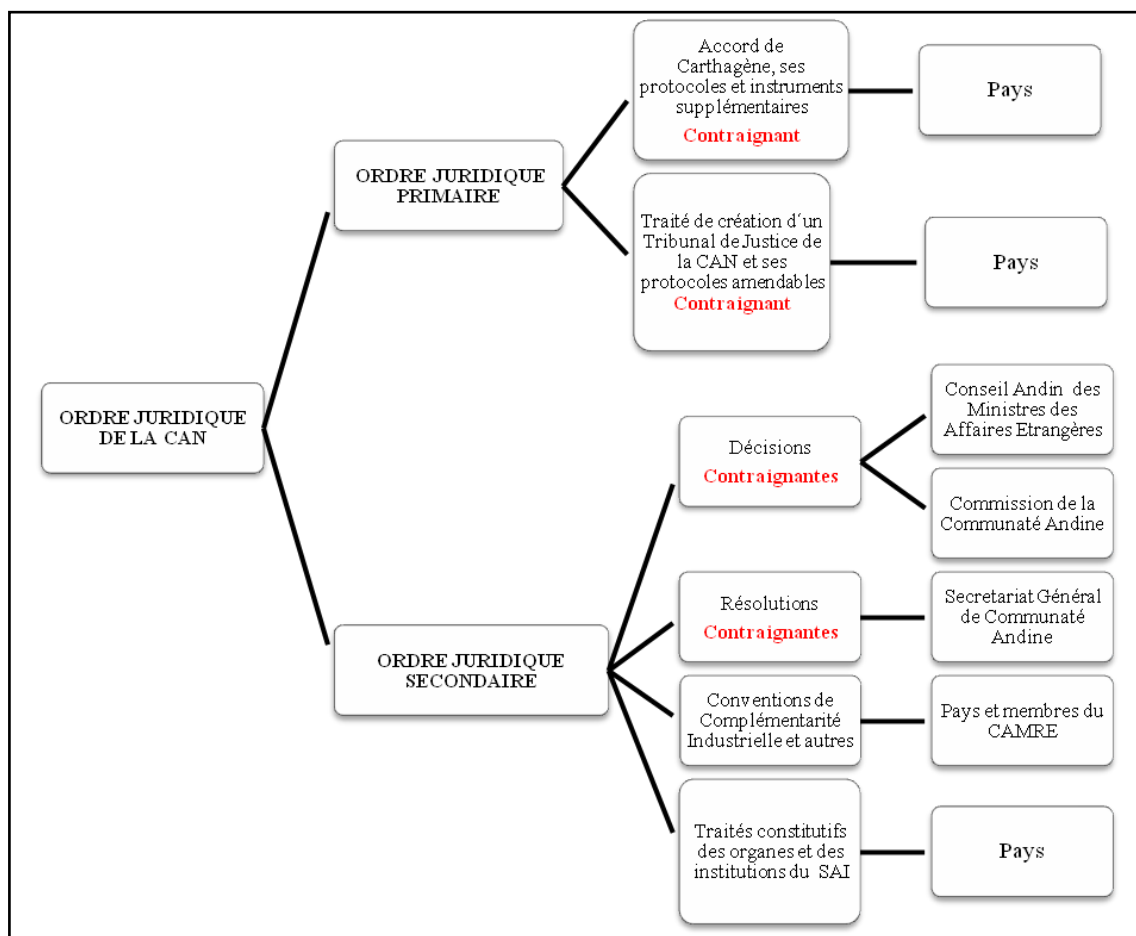 Accord de
Carthagène, ses
protocoles et instruments
supplémentaires
Contraignant
Pays
ORDRE JURIDIQUE
PRIMAIRE
Traité de création d´un
Tribunal de Justice de
la CAN et ses
protocoles amendables
Contraignant
Pays
ORDRE JURIDIQUE
DE LA CAN
Décisions
Contraignantes
Conseil Andin des
Ministres des
Affaires Etrangères
Commission de la
Communaté Andine
ORDRE JURIDIQUE
SECONDAIRE
Résolutions
Contraignantes
Secretariat Général
de Communaté
Andine
Conventions de
Complémentarité
Industrielle et autres
Pays et membres du
CAMRE
Traités constitutifs
des organes et des
institutions du SAI
Pays